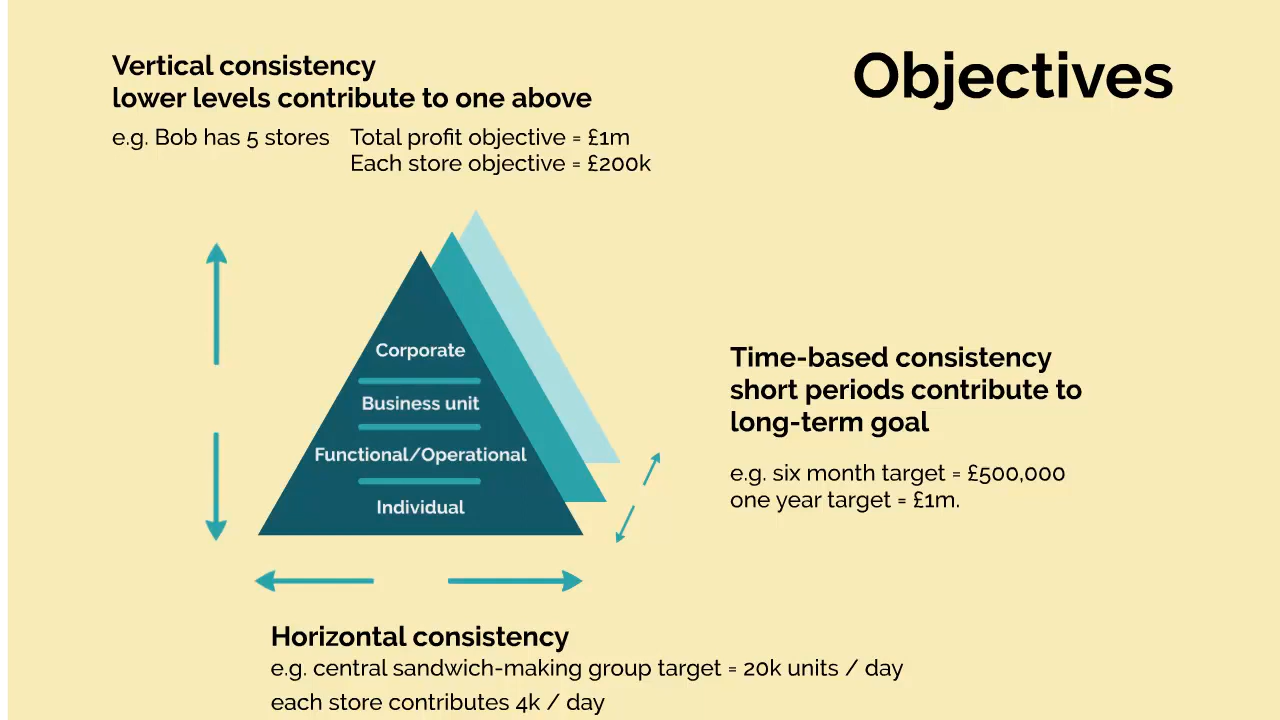 Objectives
Vertical consistency
lower levels contribute to one above
e.g. Bob has 5 stores Total profit objective = £1m
Each store objective = £200k
Corporate
Business unit
Functional/Operational
Individual
Time-based consistency
short periods contribute to
long-term goal
e.g. six month target = £500,000
one year target = £1m.
Horizontal consistency
e.g. central sandwich-making group target = 20k units / day
each store contributes 4k / day